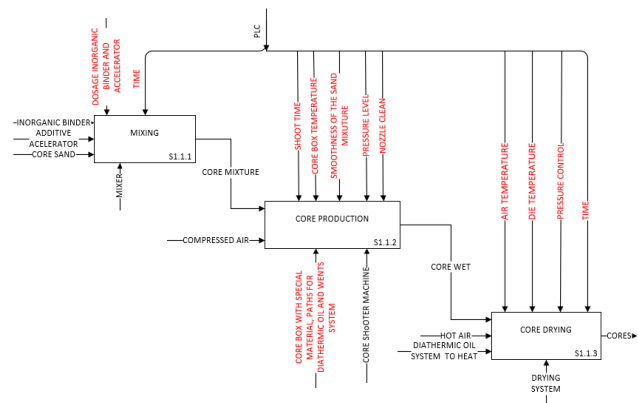 PLC
DOSAGE INORGANIC
BINDER AND
ACCELERATOR
TIME
INORGANIC BINDER
ADDITIVE
ACELERATOR
CORE SAND
MIXING
S1.1.1
MIXER
CORE MIXTURE
SHOOT TIME
CORE BOX TEMPERATURE
SMOOTHNESS OF THE SAND
MIXUTURE
PRESSURE LEVEL
NOZZLE CLEAN
COMPRESSED AIR
CORE PRODUCTION
S1.1.2
CORE BOX WITH SPECIAL
MATERIAL, PATHS FOR
DIATHERMIC OIL AND WENTS
SYSTEM
CORE SHoOTER MACHINE
CORE WET
AIR TEMPERATURE
DIE TEMPERATURE
PRESSURE CONTROL
TIME
HOT AIR
DIATHERMIC OIL
SYSTEM TO HEAT
CORE DRYING
S1.1.3
CORES
DRYING
SYSTEM